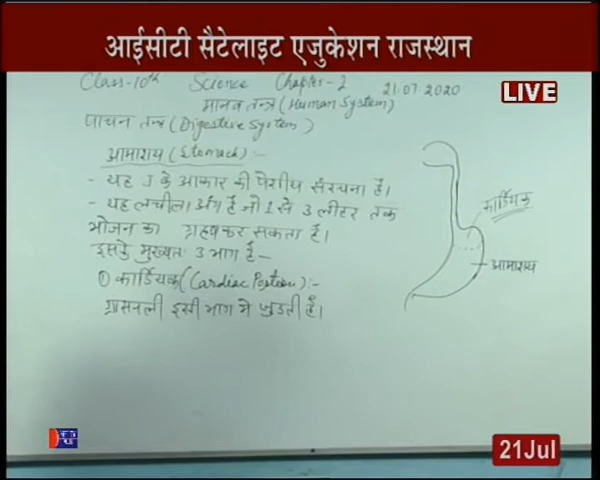 आईसीटी सैटेलाइट एजुकेशन राजस्थान
Class-10th Science Chapter-2 21.07.2020
LIVE
मानव तन्त्र (Human System)
पाचन तन्त्र (Digestive System)
आमाशय (Stomach) :-
- यह J के आकार की पेशीय संरचना है।
- यह लचीला अंग है जो 1 से 3 लीटर तक
भोजन का ग्रहण कर सकता है।
इसके मुख्यतः 3 भाग है -
① कार्डियक (Cardiac Portion) :-
ग्रासनली इसी भाग मे जुडती हैं।
कार्डियक
आमाशय
21Jul